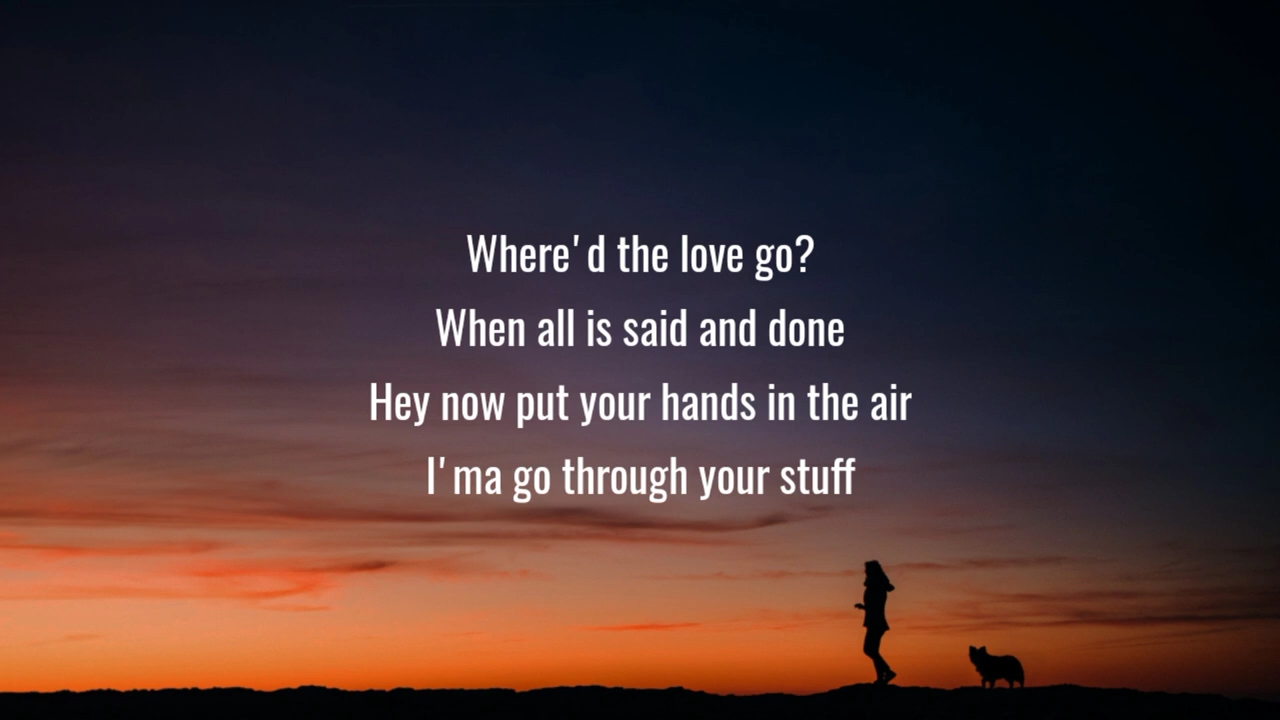 Where'd the love go?
When all is said and done
Hey now put your hands in the air
I'ma go through your stuff